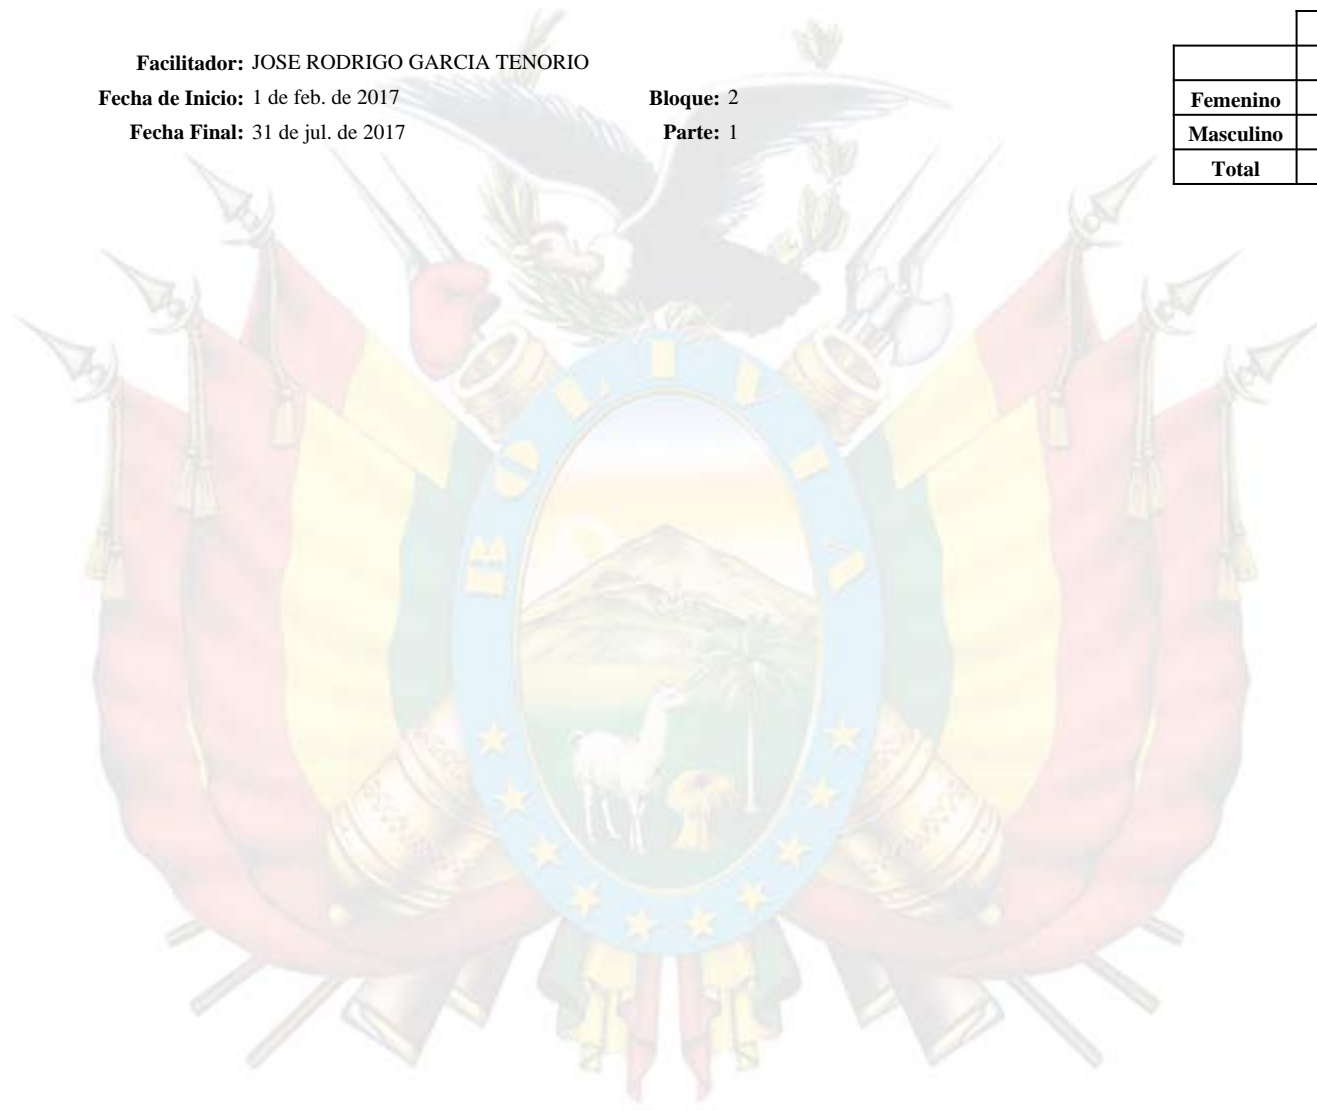 Facilitador: JOSE RODRIGO GARCIA TENORIO
Fecha de Inicio: 1 de feb. de 2017 Bloque: 2
Fecha Final: 31 de jul. de 2017 Parte: 1
Femenino
Masculino
Total
BOLIVIA